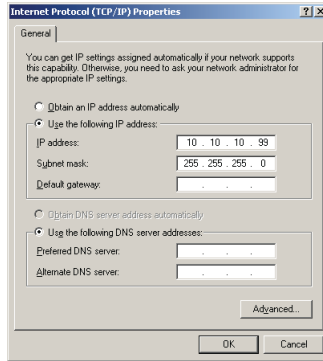 Internet Protocol (TCP/IP) Properties
General
You can get IP settings assigned automatically if your network supports
this capability. Otherwise, you need to ask your network administrator for
the appropriate IP settings.
Obtain an IP address automatically
Use the following IP address:
IP address: 10 . 10 . 10 . 99
Subnet mask: 255 . 255 . 255 . 0
Default gateway: . . .
Obtain DNS server address automatically
Use the following DNS server addresses:
Preferred DNS server: . . .
Alternate DNS server: . . .
Advanced...
OK Cancel